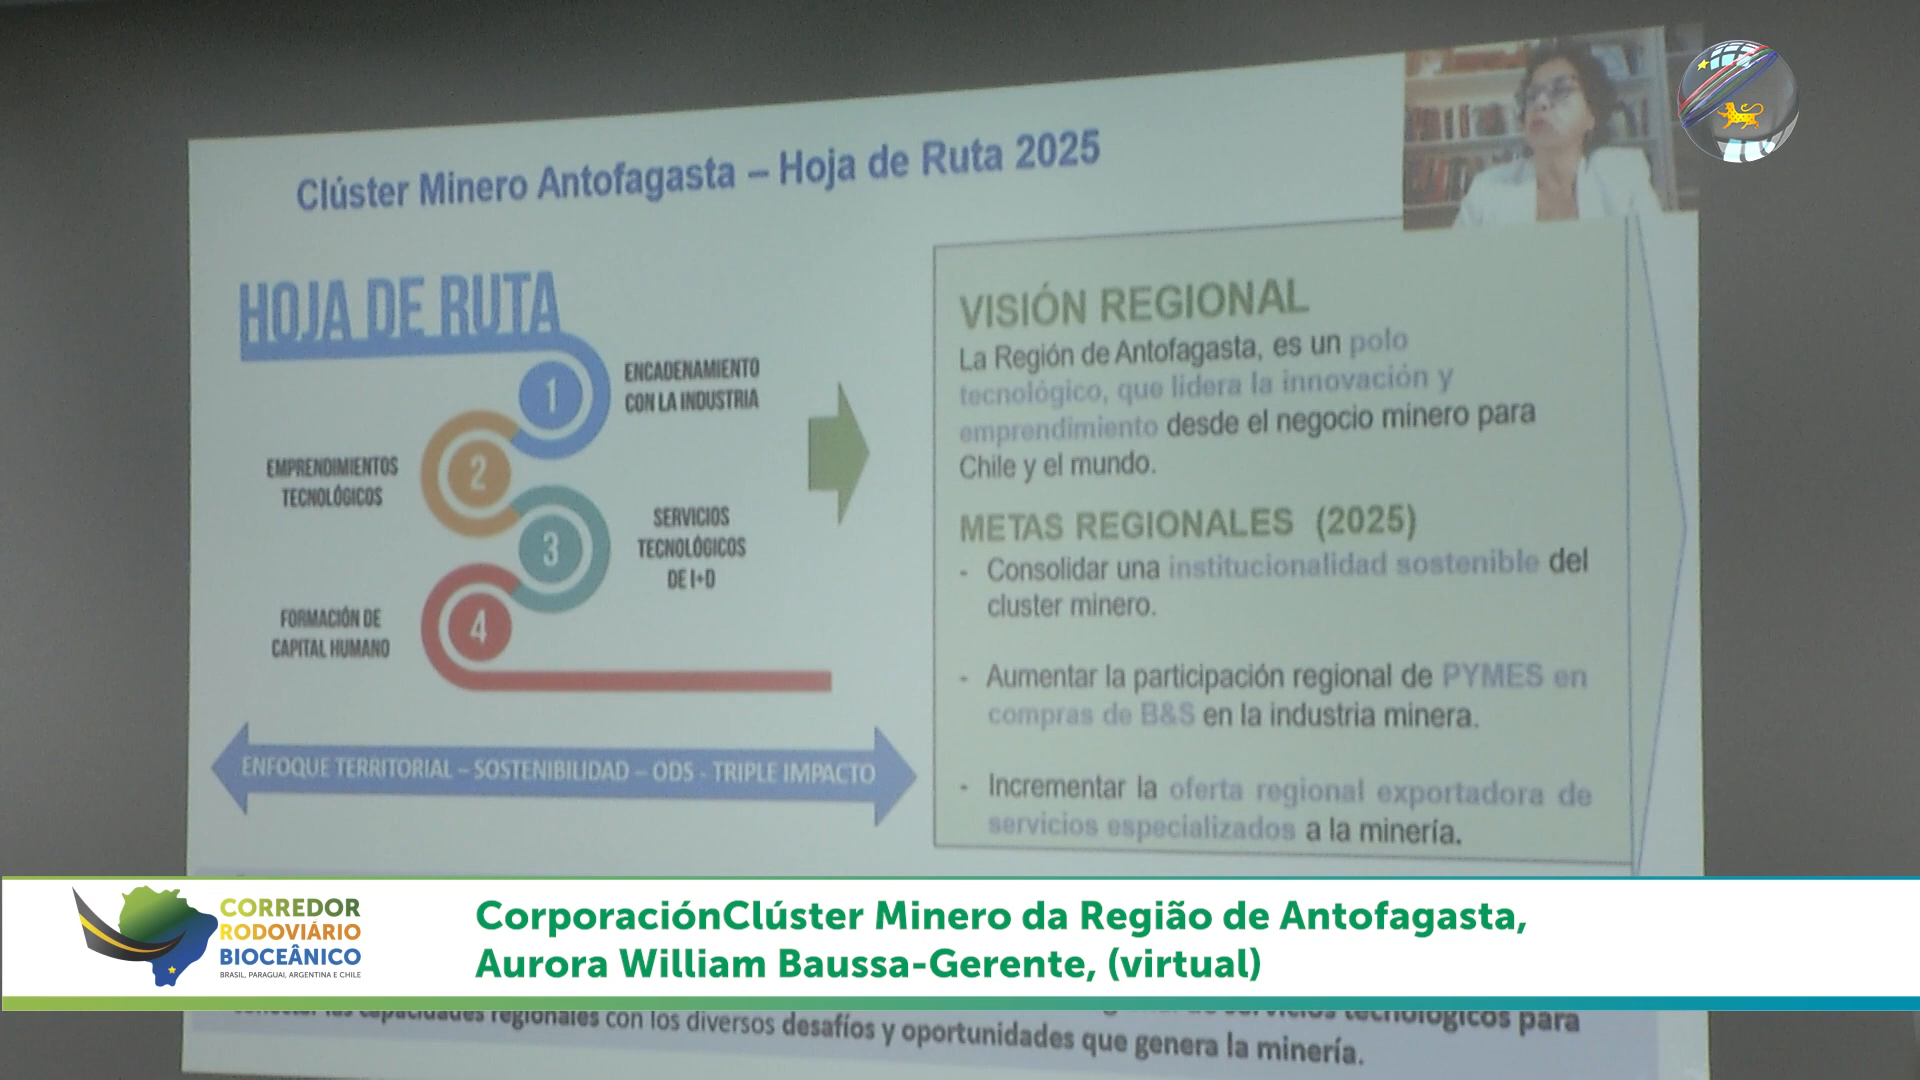 Clúster Minero Antofagasta – Hoja de Ruta 2025
HOJA DE RUTA
1
ENCADENAMIENTO
CON LA INDUSTRIA
EMPRENDIMIENTOS
TECNOLÓGICOS
2
3
SERVICIOS
TECNOLÓGICOS
DE I+D
FORMACIÓN DE
CAPITAL HUMANO
4
ENFOQUE TERRITORIAL – SOSTENIBILIDAD – ODS - TRIPLE IMPACTO
VISIÓN REGIONAL
La Región de Antofagasta, es un polo
tecnológico, que lidera la innovación y
emprendimiento desde el negocio minero para
Chile y el mundo.
METAS REGIONALES (2025)
- Consolidar una institucionalidad sostenible del
cluster minero.
- Aumentar la participación regional de PYMES en
compras de B&S en la industria minera.
- Incrementar la oferta regional exportadora de
servicios especializados a la minería.
CORREDOR
RODOVIÁRIO
BIOCEÂNICO
BRASIL, PARAGUAI, ARGENTINA E CHILE
CorporaciónClúster Minero da Região de Antofagasta,
Aurora William Baussa-Gerente, (virtual)
capacidades regionales con los diversos desafíos y oportunidades que genera la minería.
servicios tecnológicos para